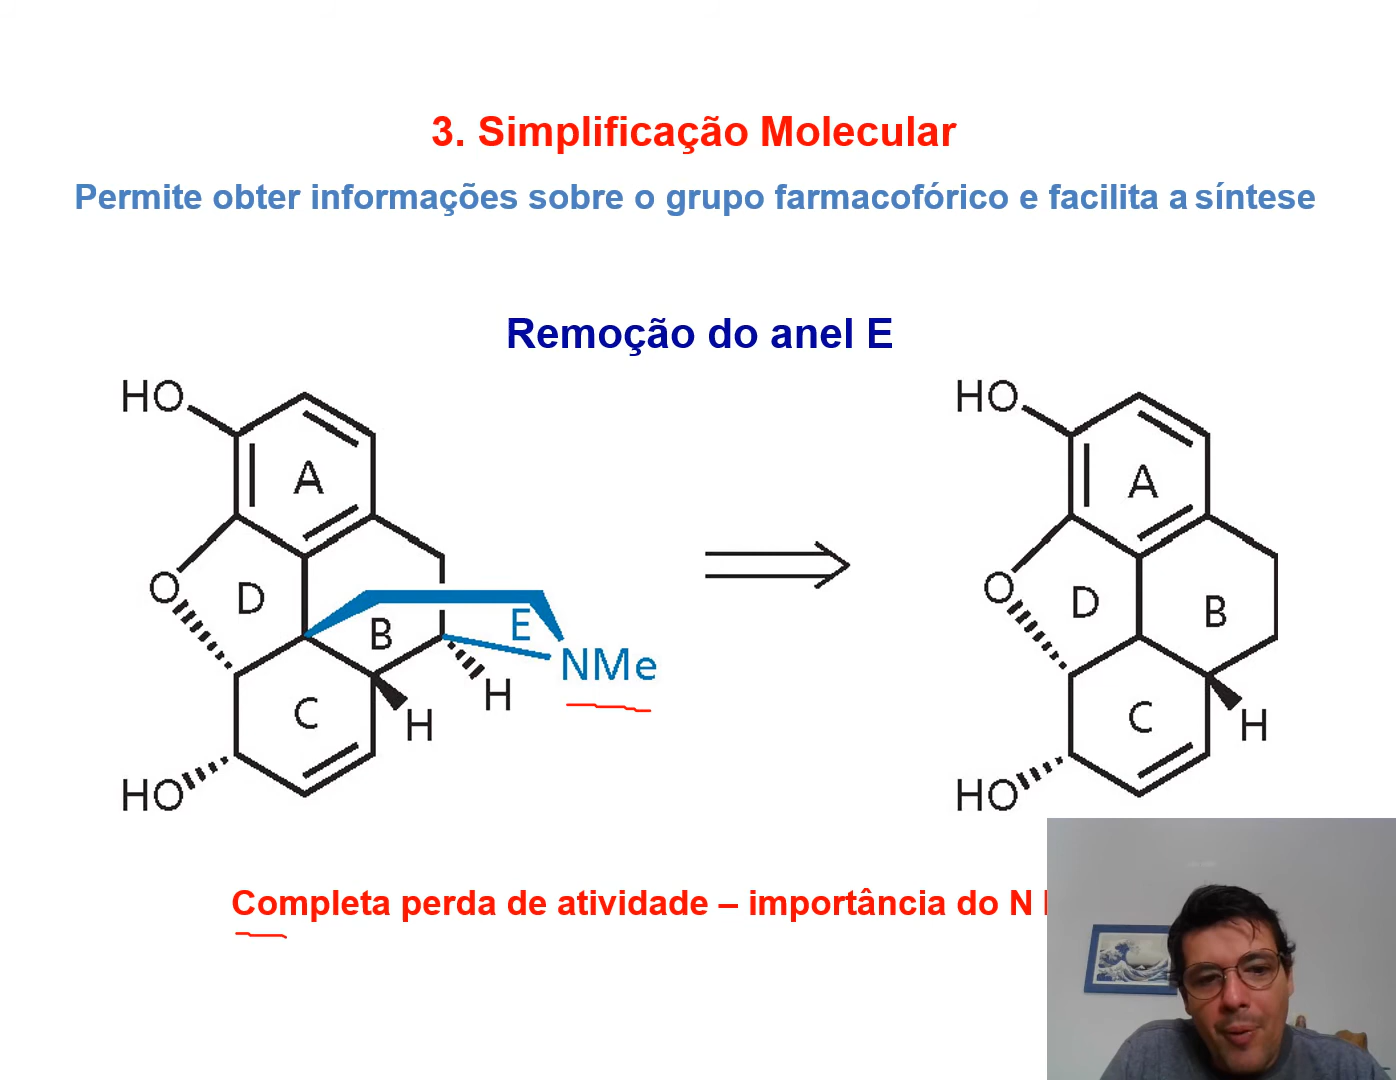 3. Simplificação Molecular
Permite obter informações sobre o grupo farmacofórico e facilita a síntese
Remoção do anel E
HO
HO
A
A
O
D
O
D
B
E
B
NMe
H
C
H
C
H
HO
HO
Completa perda de atividade – importância do N